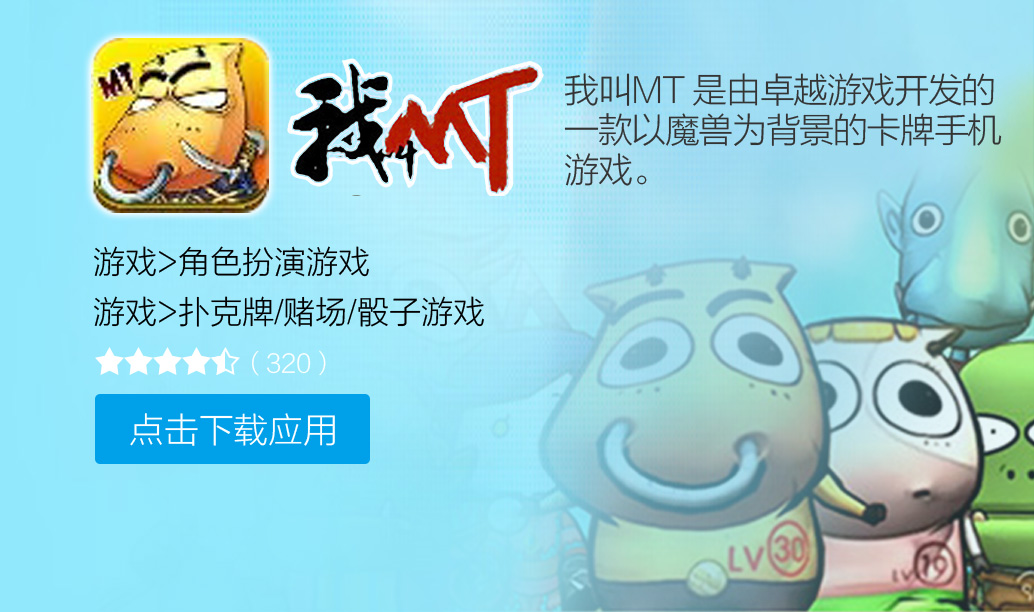 MT
我叫MT
我叫MT 是由卓越游戏开发的
一款以魔兽为背景的卡牌手机
游戏。
游戏>角色扮演游戏
游戏>扑克牌/赌场/骰子游戏
（320）
点击下载应用
LV30
LV19